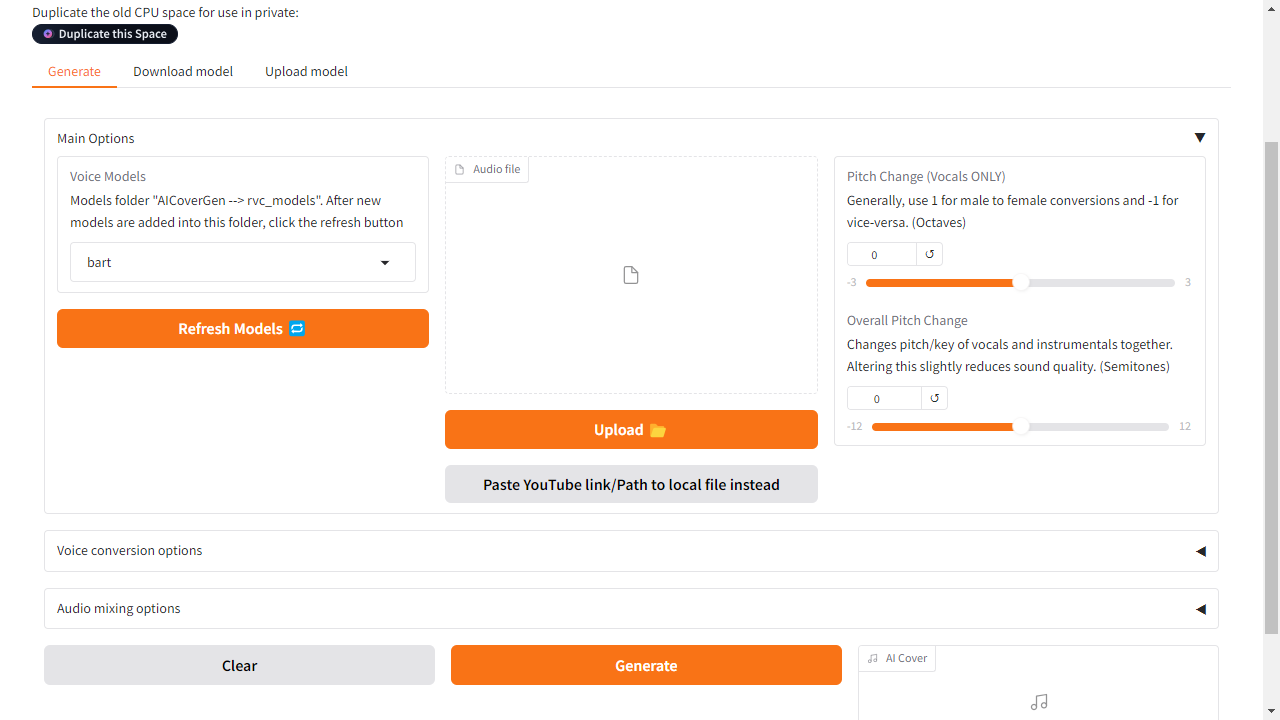 Duplicate the old CPU space for use in private:
Duplicate this Space
Generate
Download model
Upload model
Main Options
Voice Models
Models folder "AICoverGen --> rvc_models". After new
models are added into this folder, click the refresh button
bart
Refresh Models
Audio file
Upload
Paste YouTube link/Path to local file instead
Pitch Change (Vocals ONLY)
Generally, use 1 for male to female conversions and -1 for
vice-versa. (Octaves)
0
-3
3
Overall Pitch Change
Changes pitch/key of vocals and instrumentals together.
Altering this slightly reduces sound quality. (Semitones)
0
-12
12
Voice conversion options
Audio mixing options
Clear
Generate
AI Cover